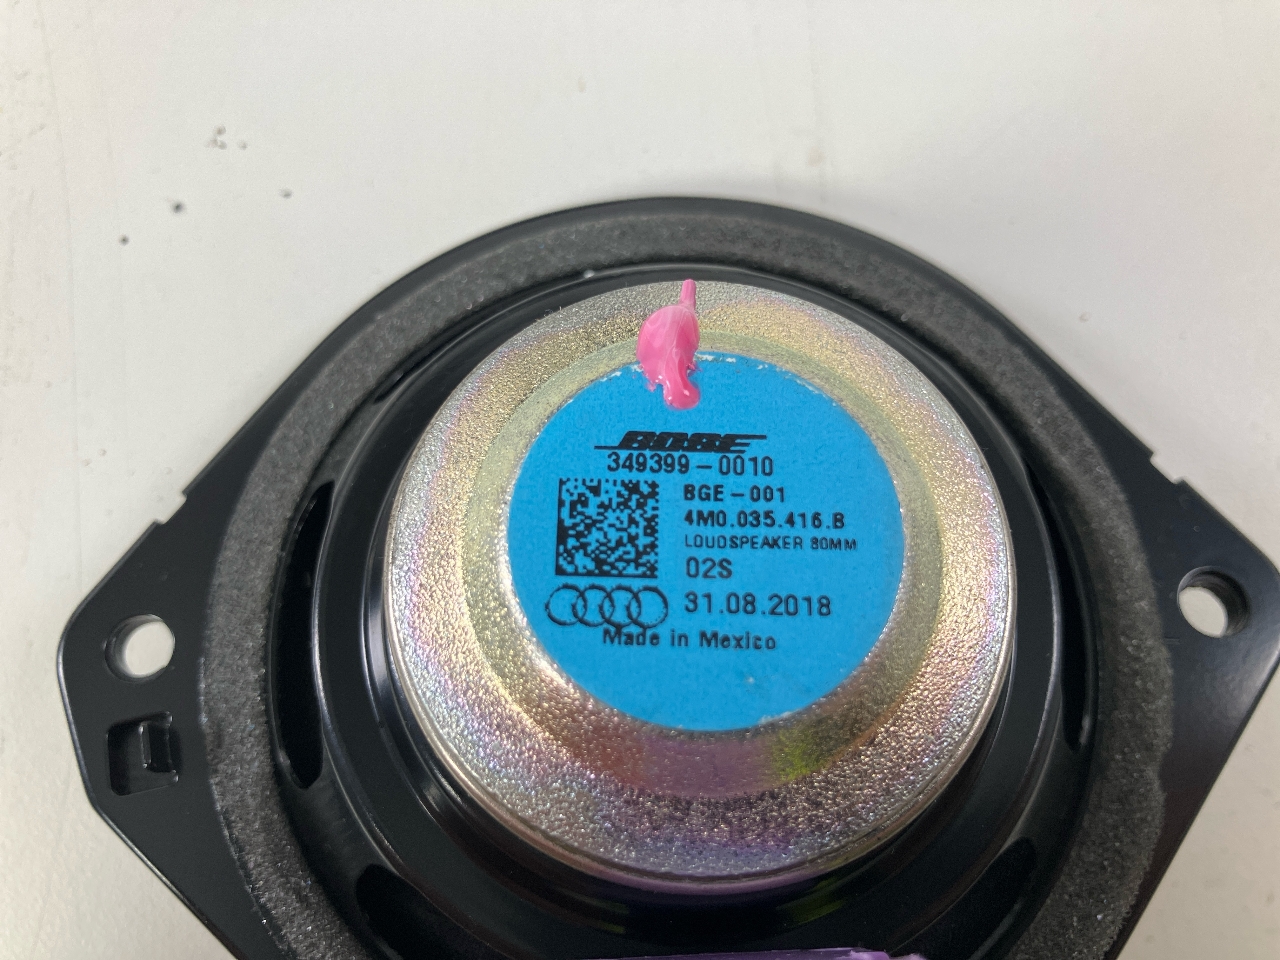 BOSE
349399-0010
BGE-001
4M0.035.416.B
LOUDSPEAKER 80MM
02S
31.08.2018
Made in Mexico